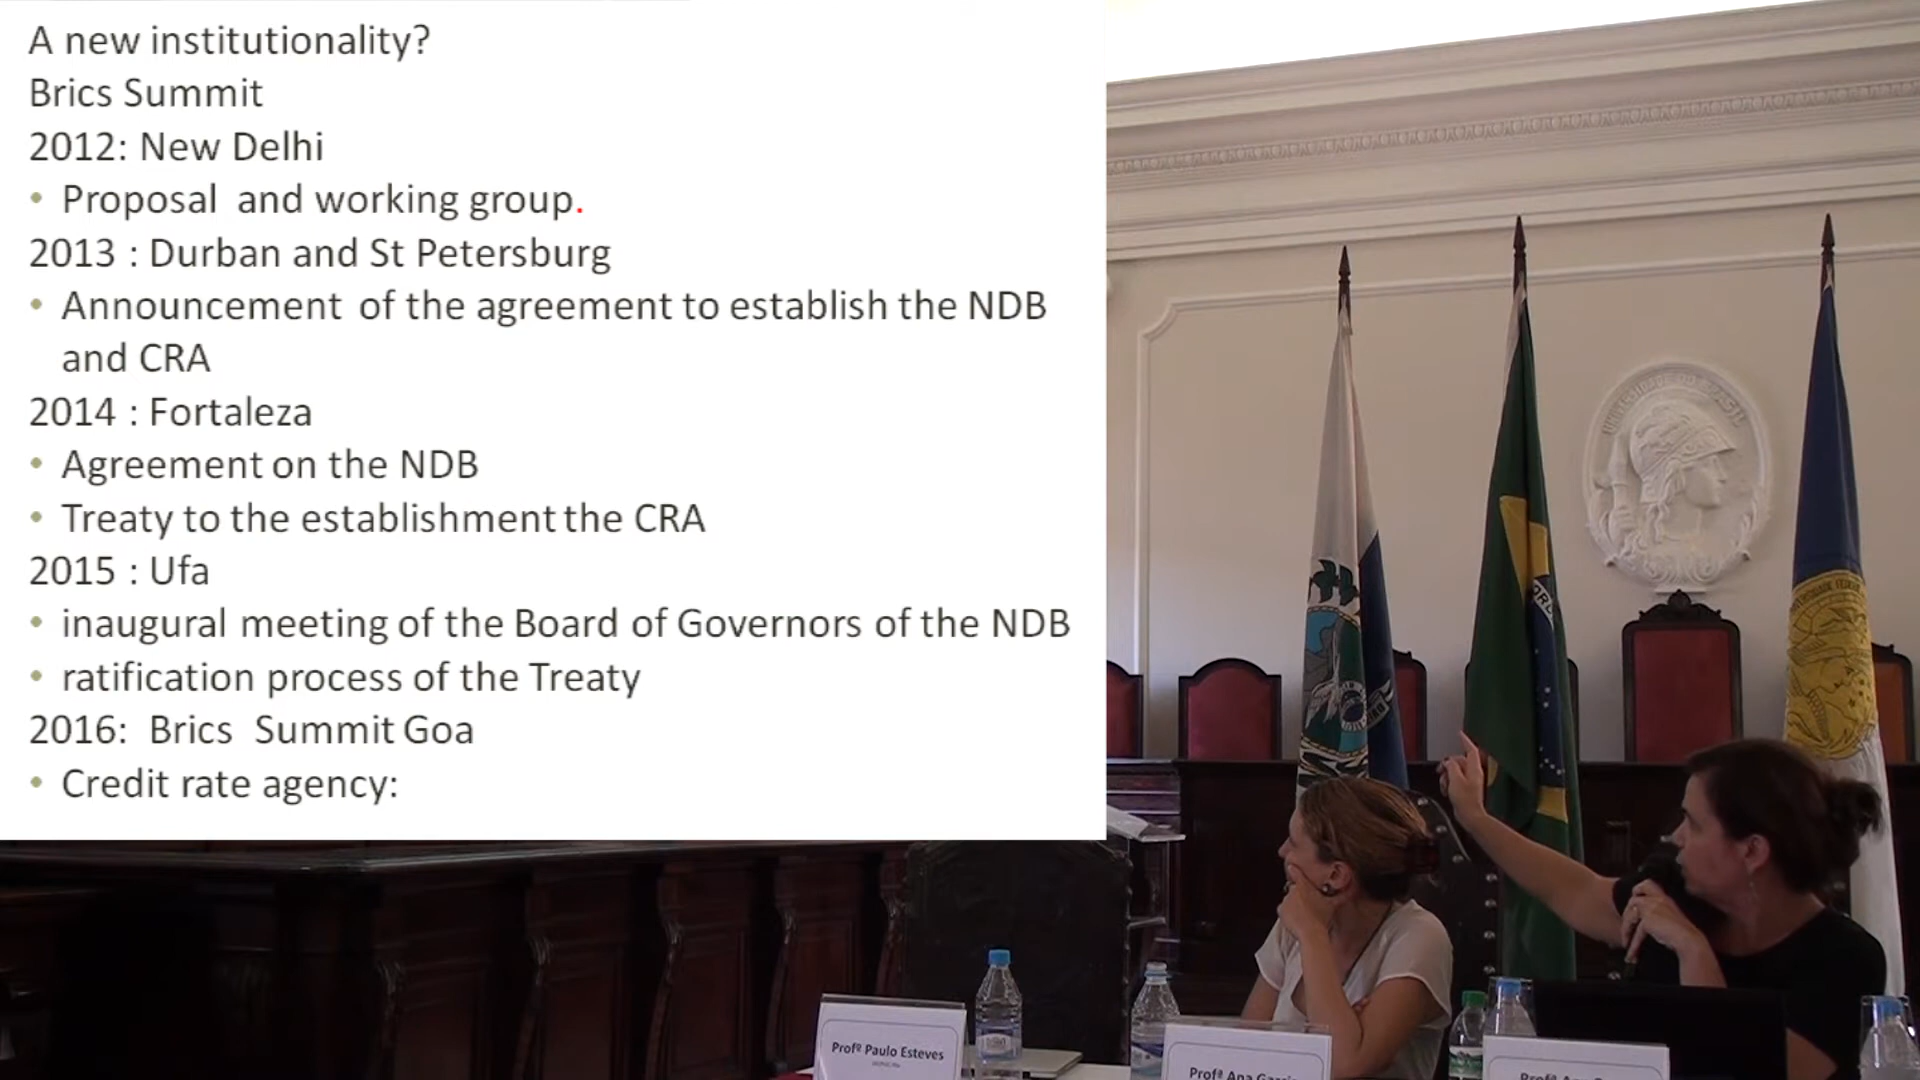 A new institutionality?
Brics Summit
2012: New Delhi
• Proposal and working group.
2013 : Durban and St Petersburg
• Announcement of the agreement to establish the NDB
and CRA
2014 : Fortaleza
• Agreement on the NDB
• Treaty to the establishment the CRA
2015 : Ufa
• inaugural meeting of the Board of Governors of the NDB
• ratification process of the Treaty
2016: Brics Summit Goa
• Credit rate agency:
Profº Paulo Esteves
Profª Ana